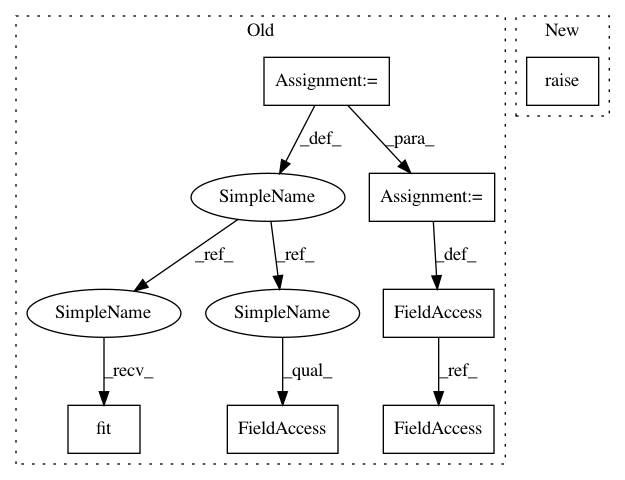 Old
New
Assignment:=
raise
_def_
_para_
SimpleName
Assignment:=
_ref_
_ref_
_def_
SimpleName
SimpleName
FieldAccess
_recv_
_qual_
_ref_
fit
FieldAccess
FieldAccess